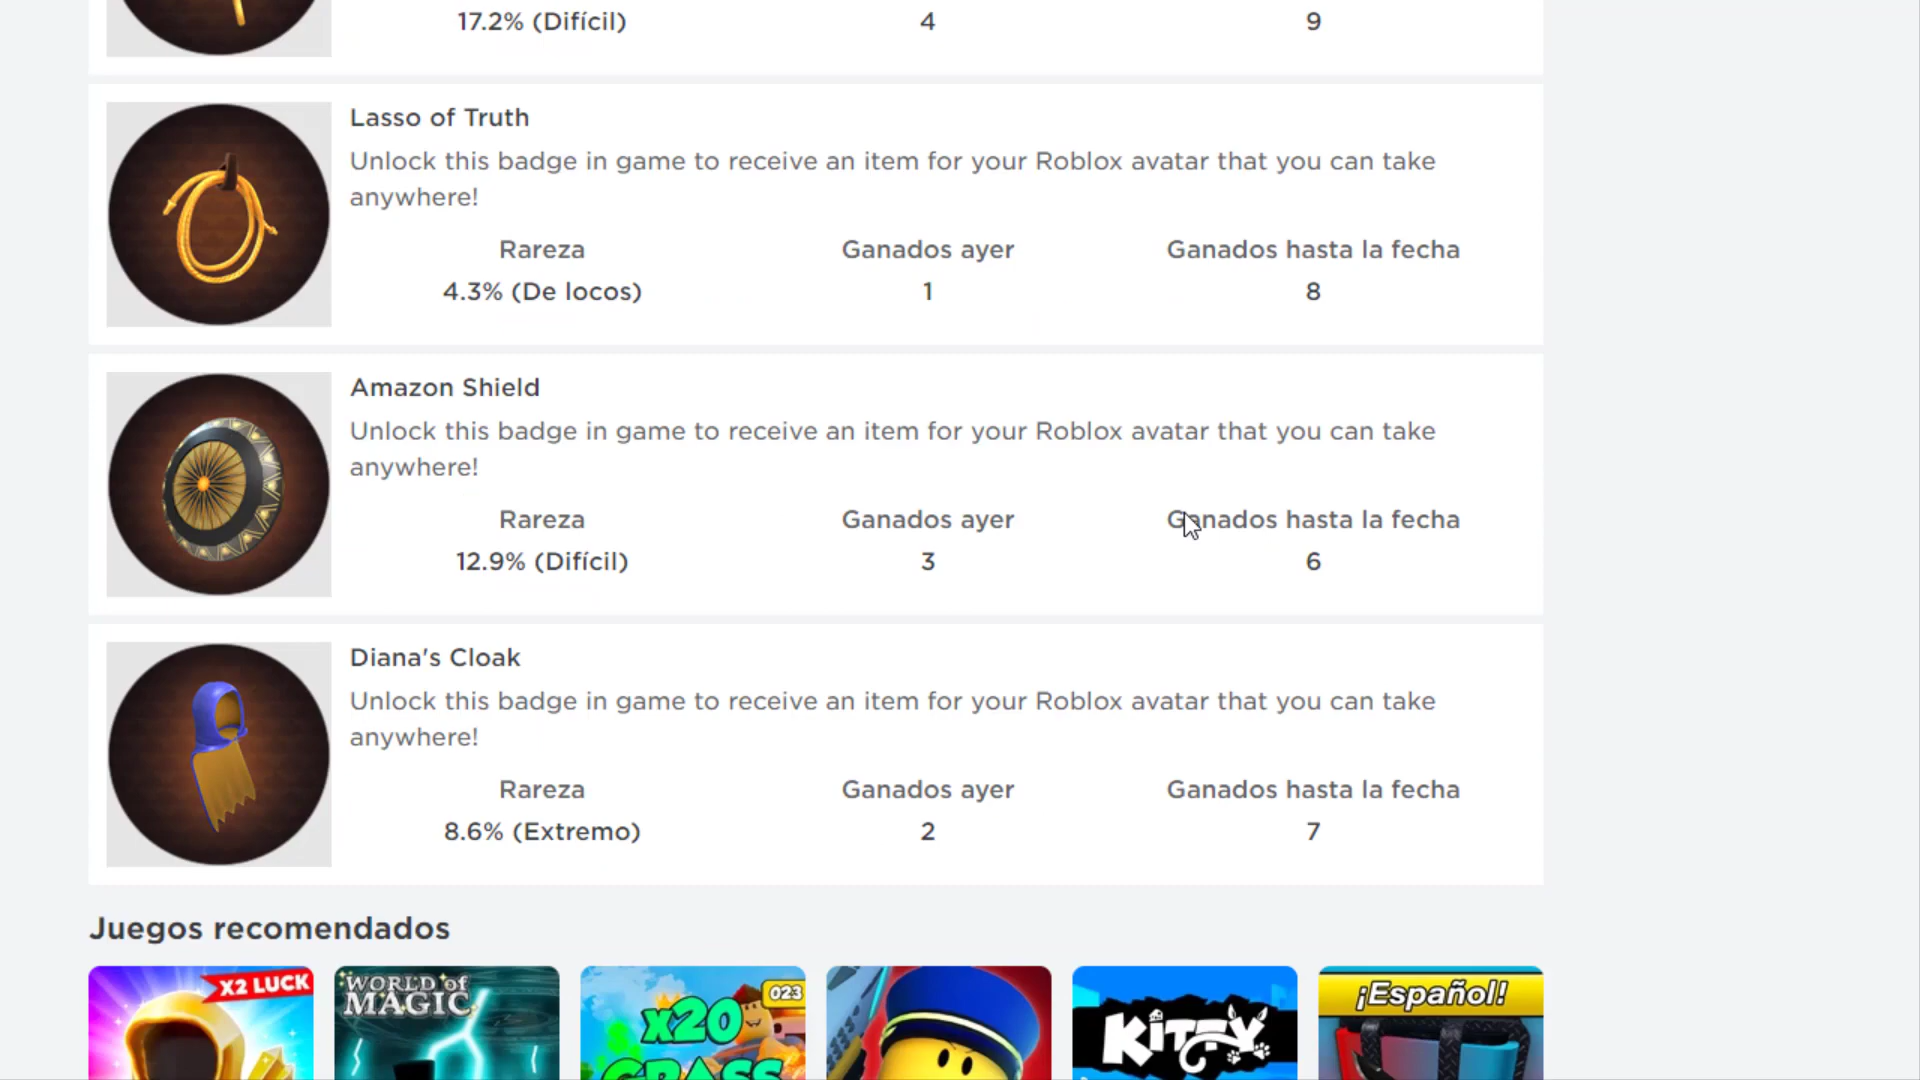 17.2% (Difícil) 4 9
Lasso of Truth
Unlock this badge in game to receive an item for your Roblox avatar that you can take
anywhere!
Rareza Ganados ayer Ganados hasta la fecha
4.3% (De locos) 1 8
Amazon Shield
Unlock this badge in game to receive an item for your Roblox avatar that you can take
anywhere!
Rareza Ganados ayer Ganados hasta la fecha
12.9% (Difícil) 3 6
Diana's Cloak
Unlock this badge in game to receive an item for your Roblox avatar that you can take
anywhere!
Rareza Ganados ayer Ganados hasta la fecha
8.6% (Extremo) 2 7
Juegos recomendados
X2 LUCK
WORLD of
MAGIC
023
x20
GRASS
KITTY
¡Español!